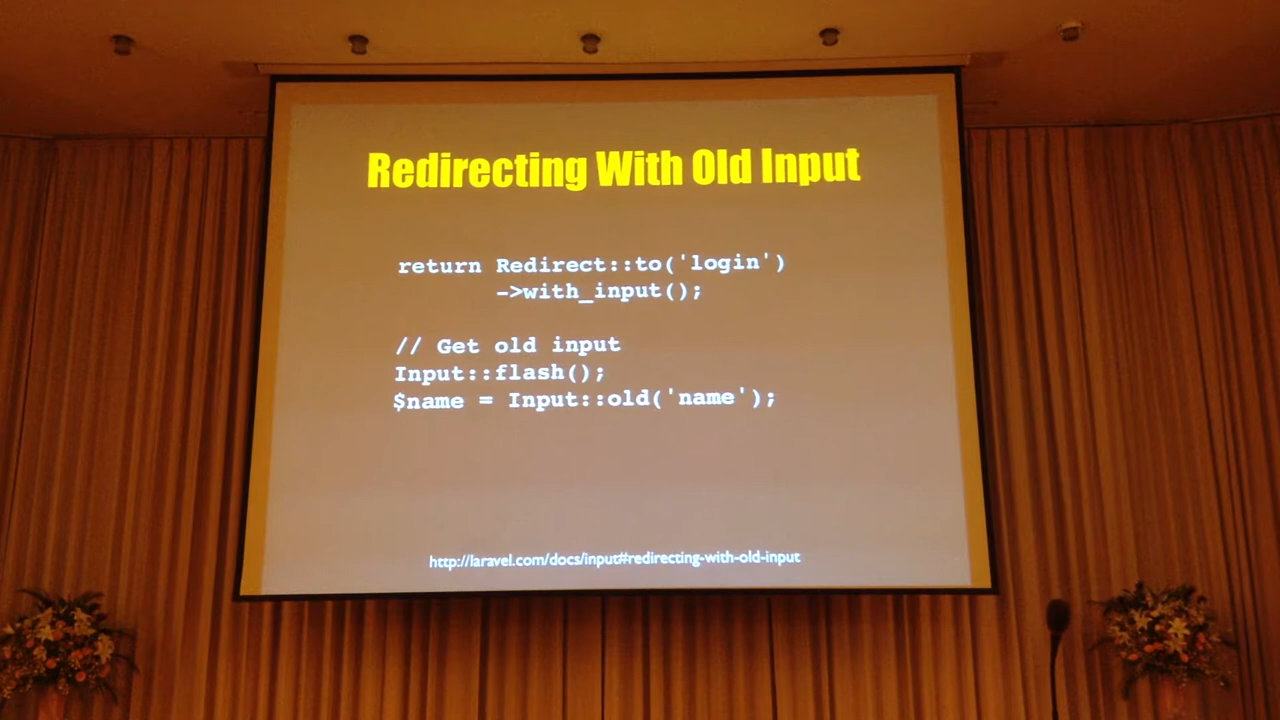 Redirecting With Old Input
return Redirect::to('login')
->with_input();
// Get old input
Input::flash();
$name = Input::old('name');
http://laravel.com/docs/input#redirecting-with-old-input